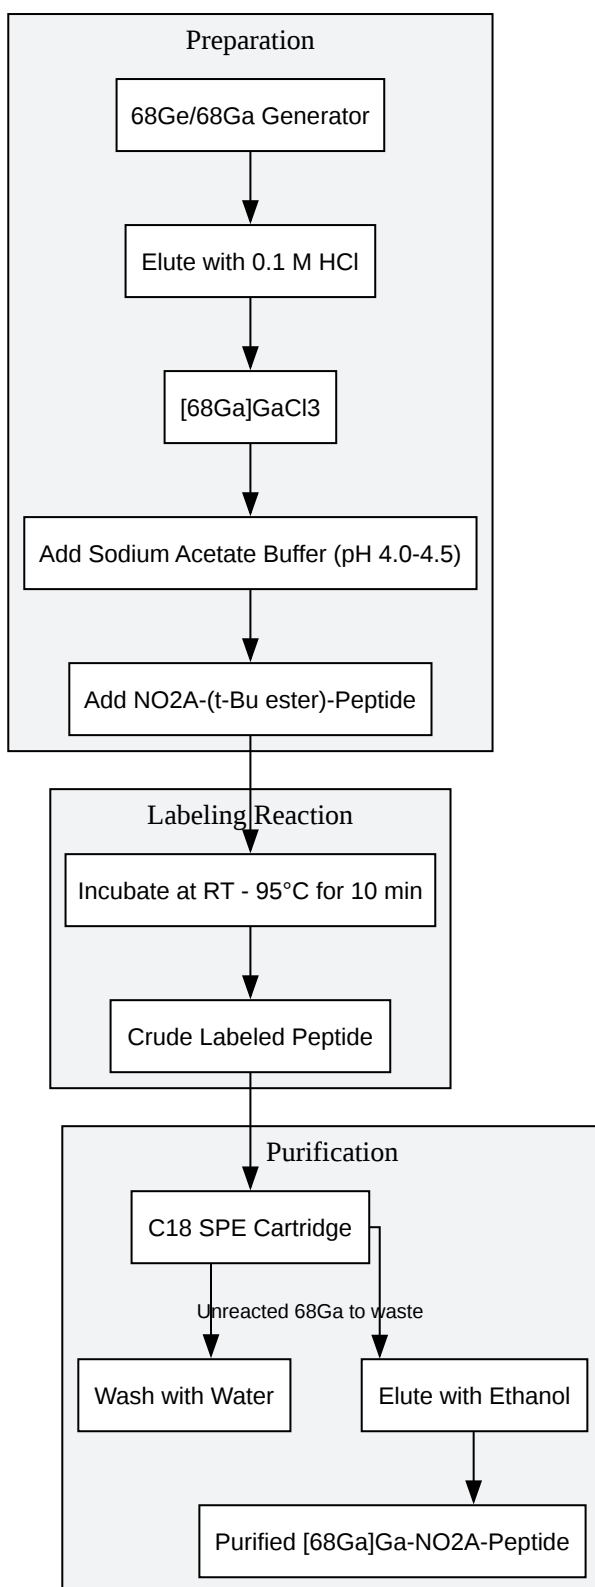 Preparation
68Ge/68Ga Generator
Elute with 0.1 M HCl
[68Ga]GaCl3
Add Sodium Acetate Buffer (pH 4.0-4.5)
Add NO2A-(t-Bu ester)-Peptide
Labeling Reaction
Incubate at RT - 95°C for 10 min
Crude Labeled Peptide
Purification
C18 SPE Cartridge
Unreacted 68Ga to waste
Wash with Water
Elute with Ethanol
Purified [68Ga]Ga-NO2A-Peptide